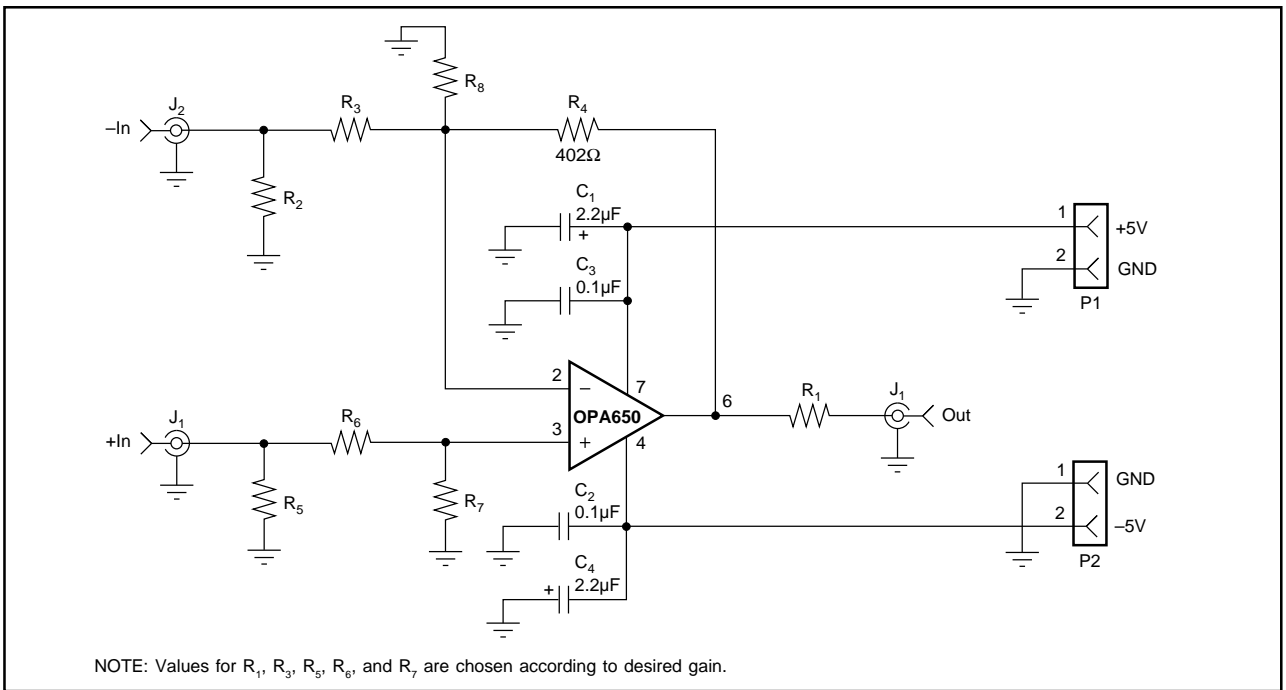 R8
J2
R3
R4
–In
402Ω
R2
C1
2.2µF
+
1
+5V
C3
0.1µF
2
GND
P1
2
–
7
OPA650
6
R1
J1
Out
J1
R6
3
+
4
+In
R5
R7
C2
0.1µF
1
GND
2
–5V
C4
+
2.2µF
P2
NOTE: Values for R1, R3, R5, R6, and R7 are chosen according to desired gain.